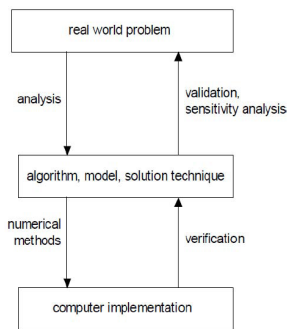 real world problem
analysis
validation,
sensitivity analysis
algorithm, model, solution technique
numerical
methods
verification
computer implementation